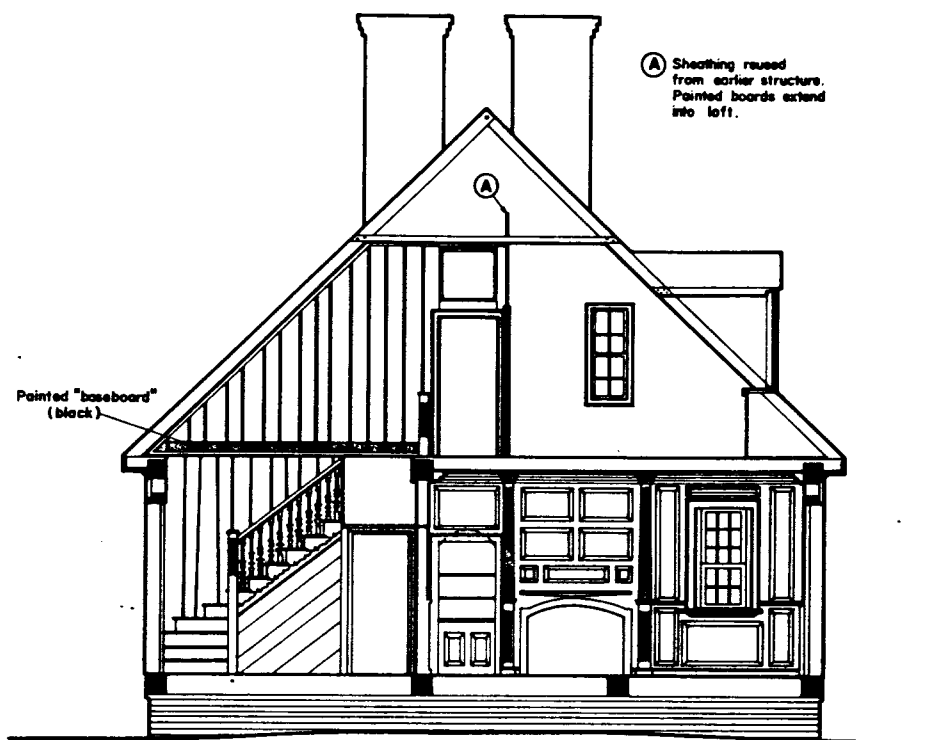 A Sheathing reused
from earlier structure.
Painted boards extend
into loft.
A
Painted "baseboard"
(black)